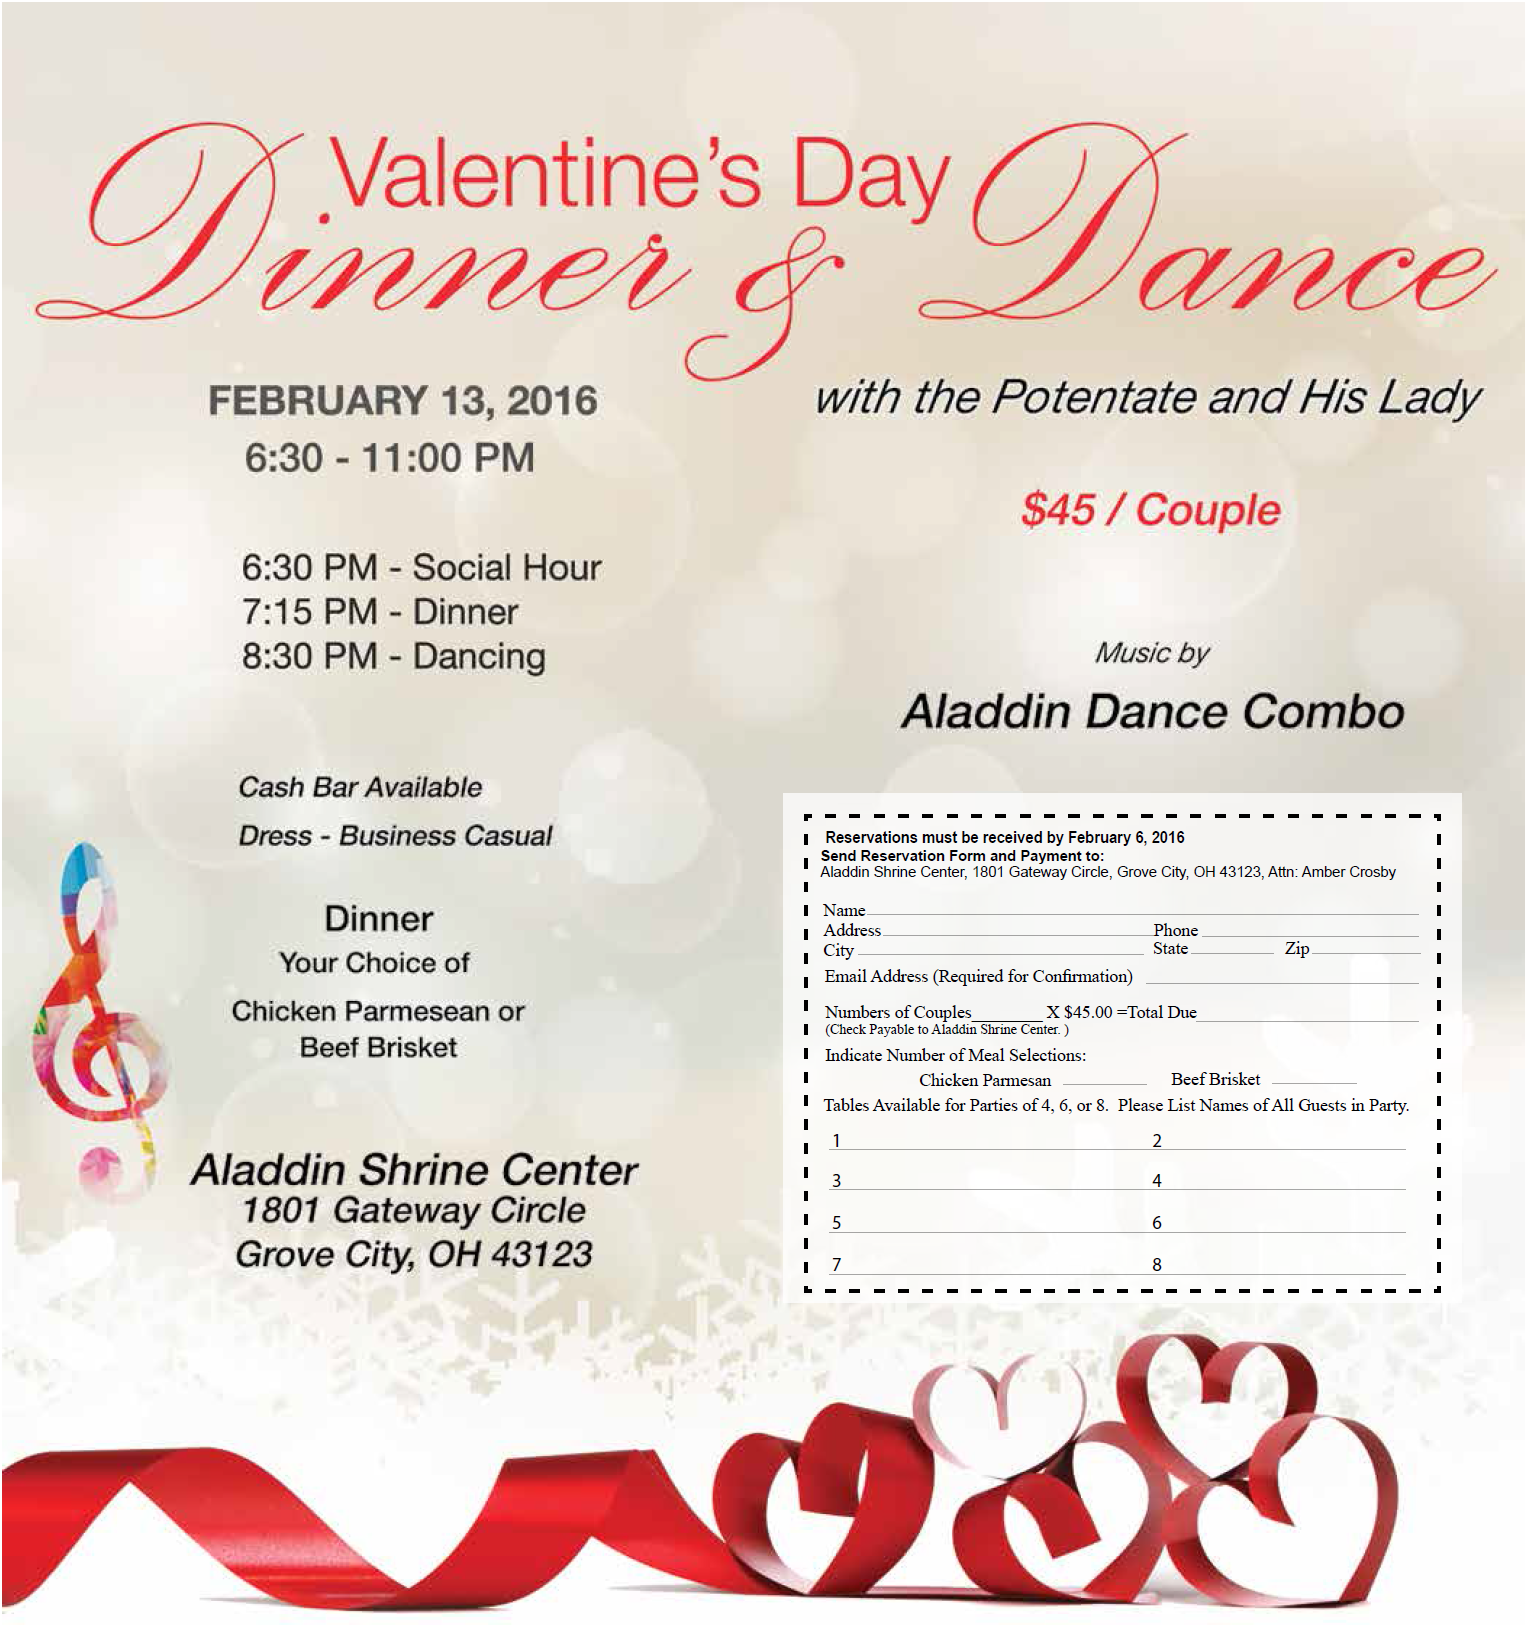 Valentine's Day
Dinner & Dance
with the Potentate and His Lady
FEBRUARY 13, 2016
6:30 - 11:00 PM
$45 / Couple
6:30 PM - Social Hour
7:15 PM - Dinner
8:30 PM - Dancing
Music by
Aladdin Dance Combo
Cash Bar Available
Dress - Business Casual
Dinner
Your Choice of
Chicken Parmesean or
Beef Brisket
Aladdin Shrine Center
1801 Gateway Circle
Grove City, OH 43123
Reservations must be received by February 6, 2016
Send Reservation Form and Payment to:
Aladdin Shrine Center, 1801 Gateway Circle, Grove City, OH 43123, Attn: Amber Crosby
Name
Address Phone
City State Zip
Email Address (Required for Confirmation)
Numbers of Couples________ X $45.00 =Total Due
(Check Payable to Aladdin Shrine Center. )
Indicate Number of Meal Selections:
Chicken Parmesan Beef Brisket
Tables Available for Parties of 4, 6, or 8. Please List Names of All Guests in Party.
1 2
3 4
5 6
7 8